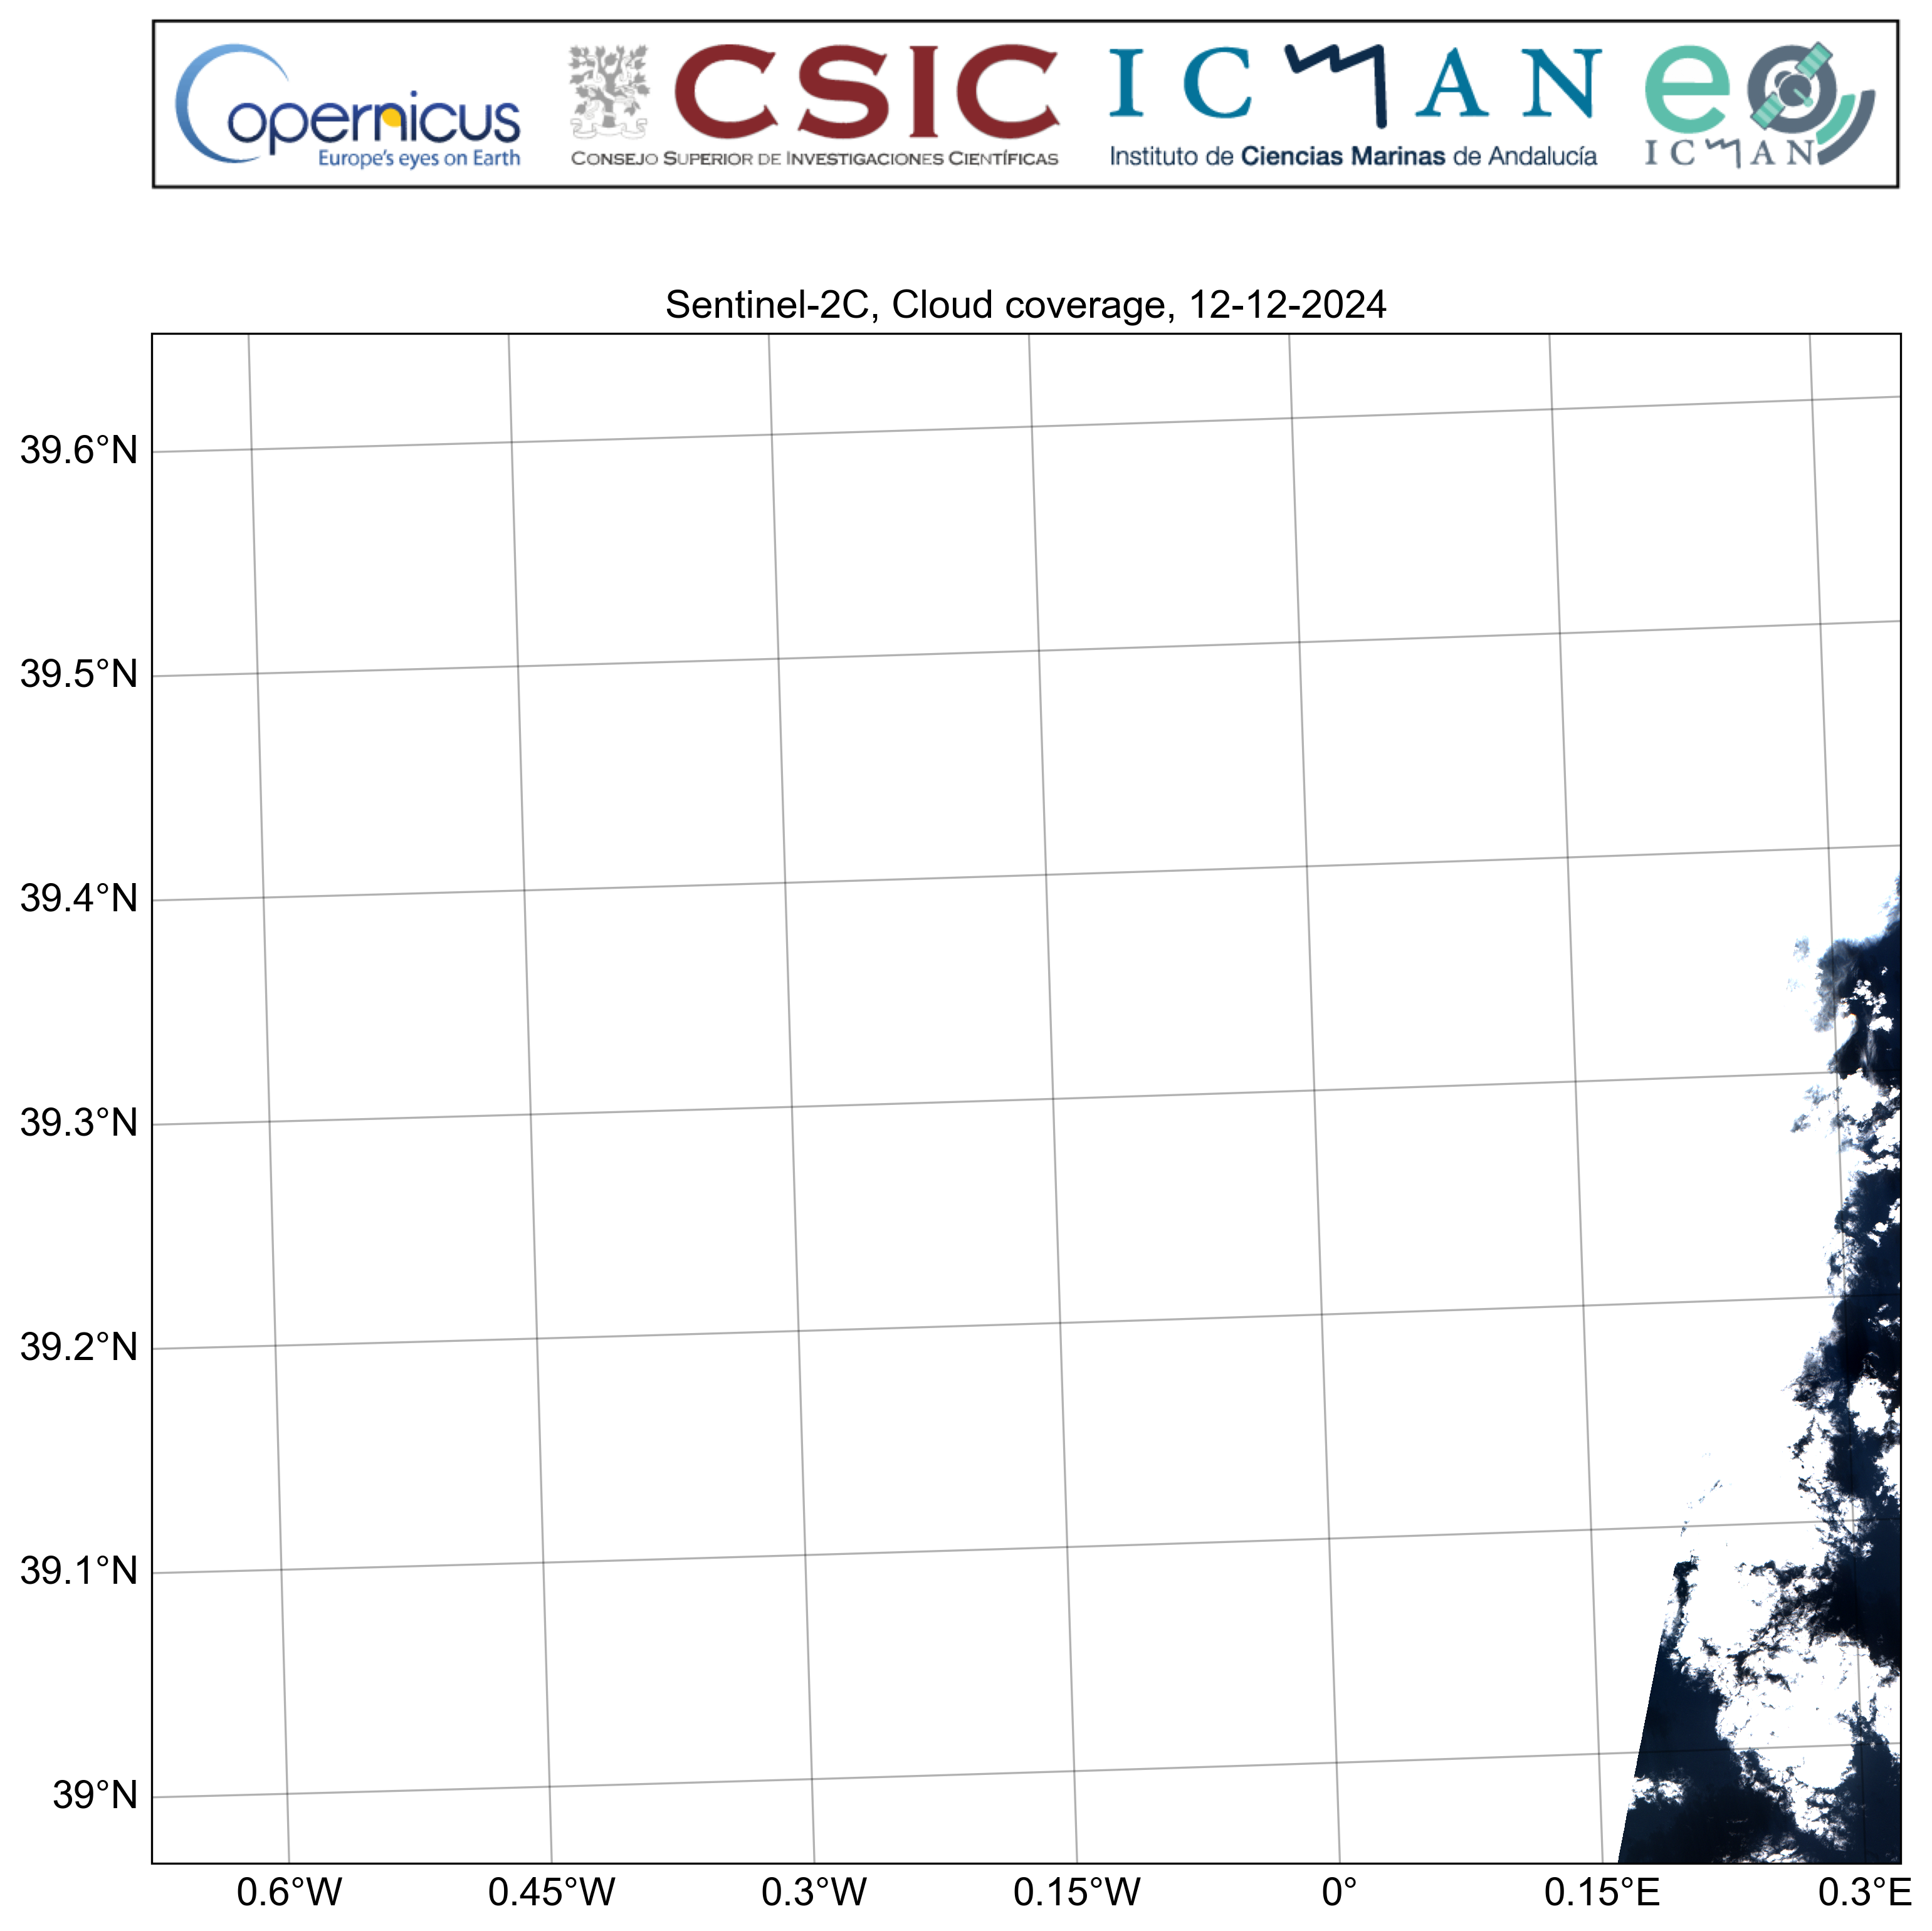 Copernicus
Europe's eyes on Earth
CSIC
CONSEJO SUPERIOR DE INVESTIGACIONES CIENTÍFICAS
ICMAN
Instituto de Ciencias Marinas de Andalucía
eo
ICMAN
Sentinel-2C, Cloud coverage, 12-12-2024
39.6°N
39.5°N
39.4°N
39.3°N
39.2°N
39.1°N
39°N
0.6°W 0.45°W 0.3°W 0.15°W 0° 0.15°E 0.3°E